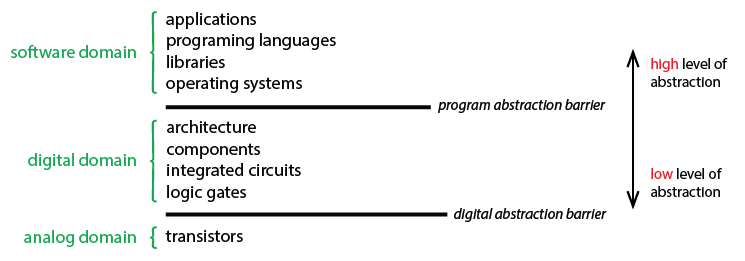 software domain
applications
programing languages
libraries
operating systems
program abstraction barrier
high level of
abstraction
digital domain
architecture
components
integrated circuits
logic gates
low level of
abstraction
digital abstraction barrier
analog domain
transistors